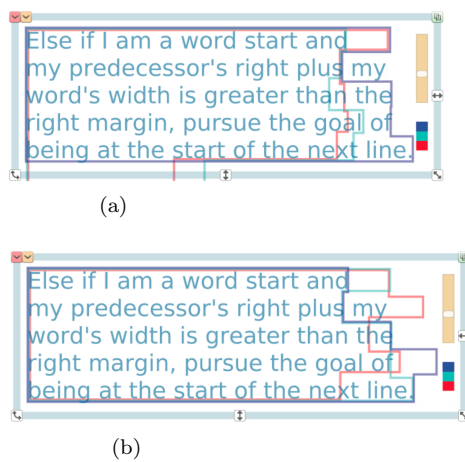 Else if I am a word start and
my predecessor's right plus my
word's width is greater than the
right margin, pursue the goal of
being at the start of the next line.
(a)
Else if I am a word start and
my predecessor's right plus my
word's width is greater than the
right margin, pursue the goal of
being at the start of the next line.
(b)